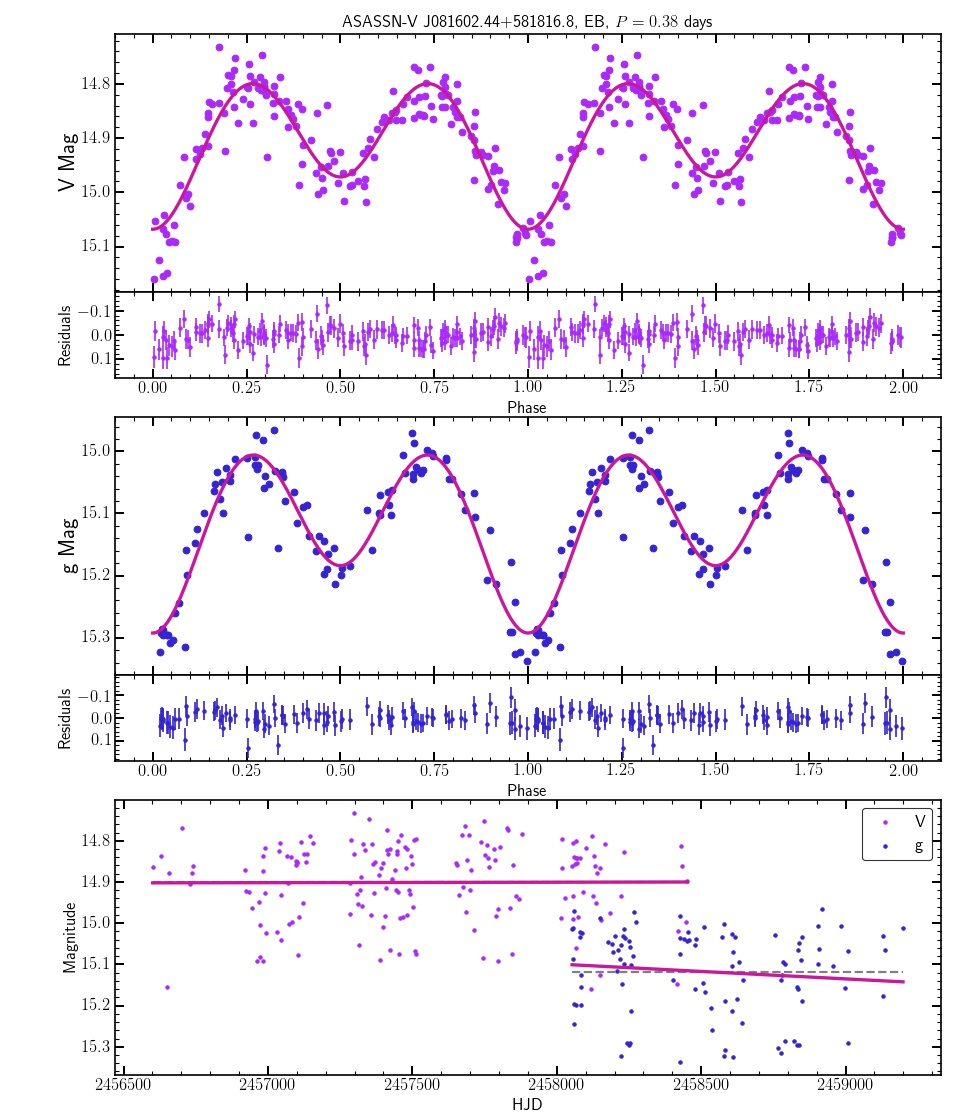 ASASSN-V J081602.44+581816.8, EB, P = 0.38 days
V Mag
14.8
14.9
15.0
15.1
Residuals
−0.1
0.0
0.1
0.00 0.25 0.50 0.75 1.00 1.25 1.50 1.75 2.00
Phase
g Mag
15.0
15.1
15.2
15.3
Residuals
−0.1
0.0
0.1
0.00 0.25 0.50 0.75 1.00 1.25 1.50 1.75 2.00
Phase
Magnitude
14.8
14.9
15.0
15.1
15.2
15.3
V
g
2456500 2457000 2457500 2458000 2458500 2459000
HJD